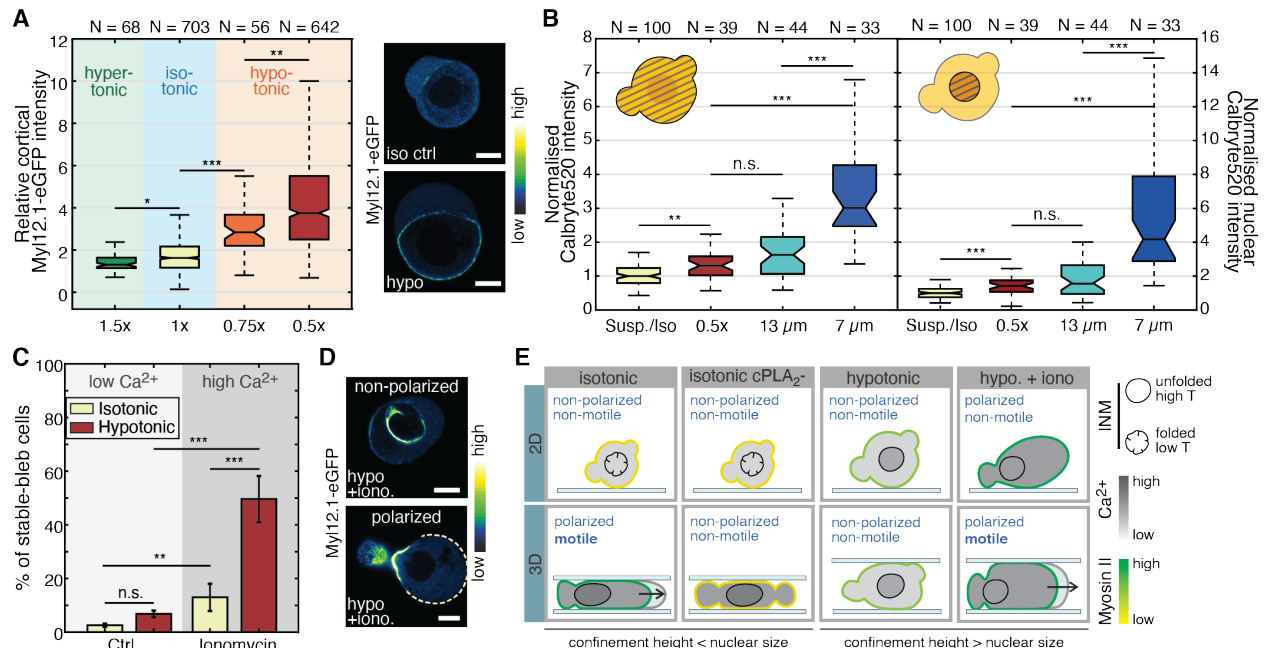 A
N = 68 N = 703 N = 56 N = 642
Relative cortical
Myl12.1-eGFP intensity
12
10
8
6
4
2
0
hyper-
tonic
iso-
tonic
hypo-
tonic
*
***
**
1.5x 1x 0.75x 0.5x
Myl12.1-eGFP
iso ctrl
hypo
high
low
B
N = 100 N = 39 N = 44 N = 33
N = 100 N = 39 N = 44 N = 33
Normalised
Calbryte520 intensity
8
7
6
5
4
3
2
1
0
**
n.s.
***
***
***
n.s.
***
***
16
14
12
10
8
6
4
2
0
Normalised nuclear
Calbryte520 intensity
Susp./Iso 0.5x 13 µm 7 µm
Susp./Iso 0.5x 13 µm 7 µm
C
% of stable-bleb cells
100
80
60
40
20
0
low Ca2+
high Ca2+
Isotonic
Hypotonic
***
***
**
n.s.
Ctrl
Ionomycin
D
Myl12.1-eGFP
non-polarized
hypo
+iono.
polarized
hypo
+iono.
high
low
E
isotonic
isotonic cPLA2-
hypotonic
hypo. + iono
2D
non-polarized
non-motile
non-polarized
non-motile
non-polarized
non-motile
polarized
non-motile
3D
polarized
motile
non-polarized
non-motile
non-polarized
non-motile
polarized
motile
confinement height < nuclear size
confinement height > nuclear size
INM
unfolded
high T
folded
low T
Ca2+
high
low
Myosin II
high
low